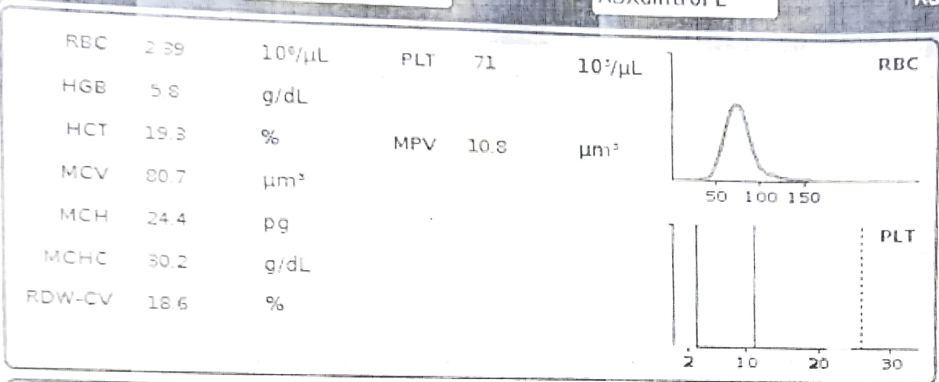 RBC 2.39 10⁶/µL PLT 71 10³/µL RBC
HGB 5.8 g/dL
HCT 19.3 % MPV 10.8 µm³
MCV 80.7 µm³
MCH 24.4 pg
MCHC 30.2 g/dL
RDW-CV 18.6 %
50 100 150
PLT
2 10 20 30